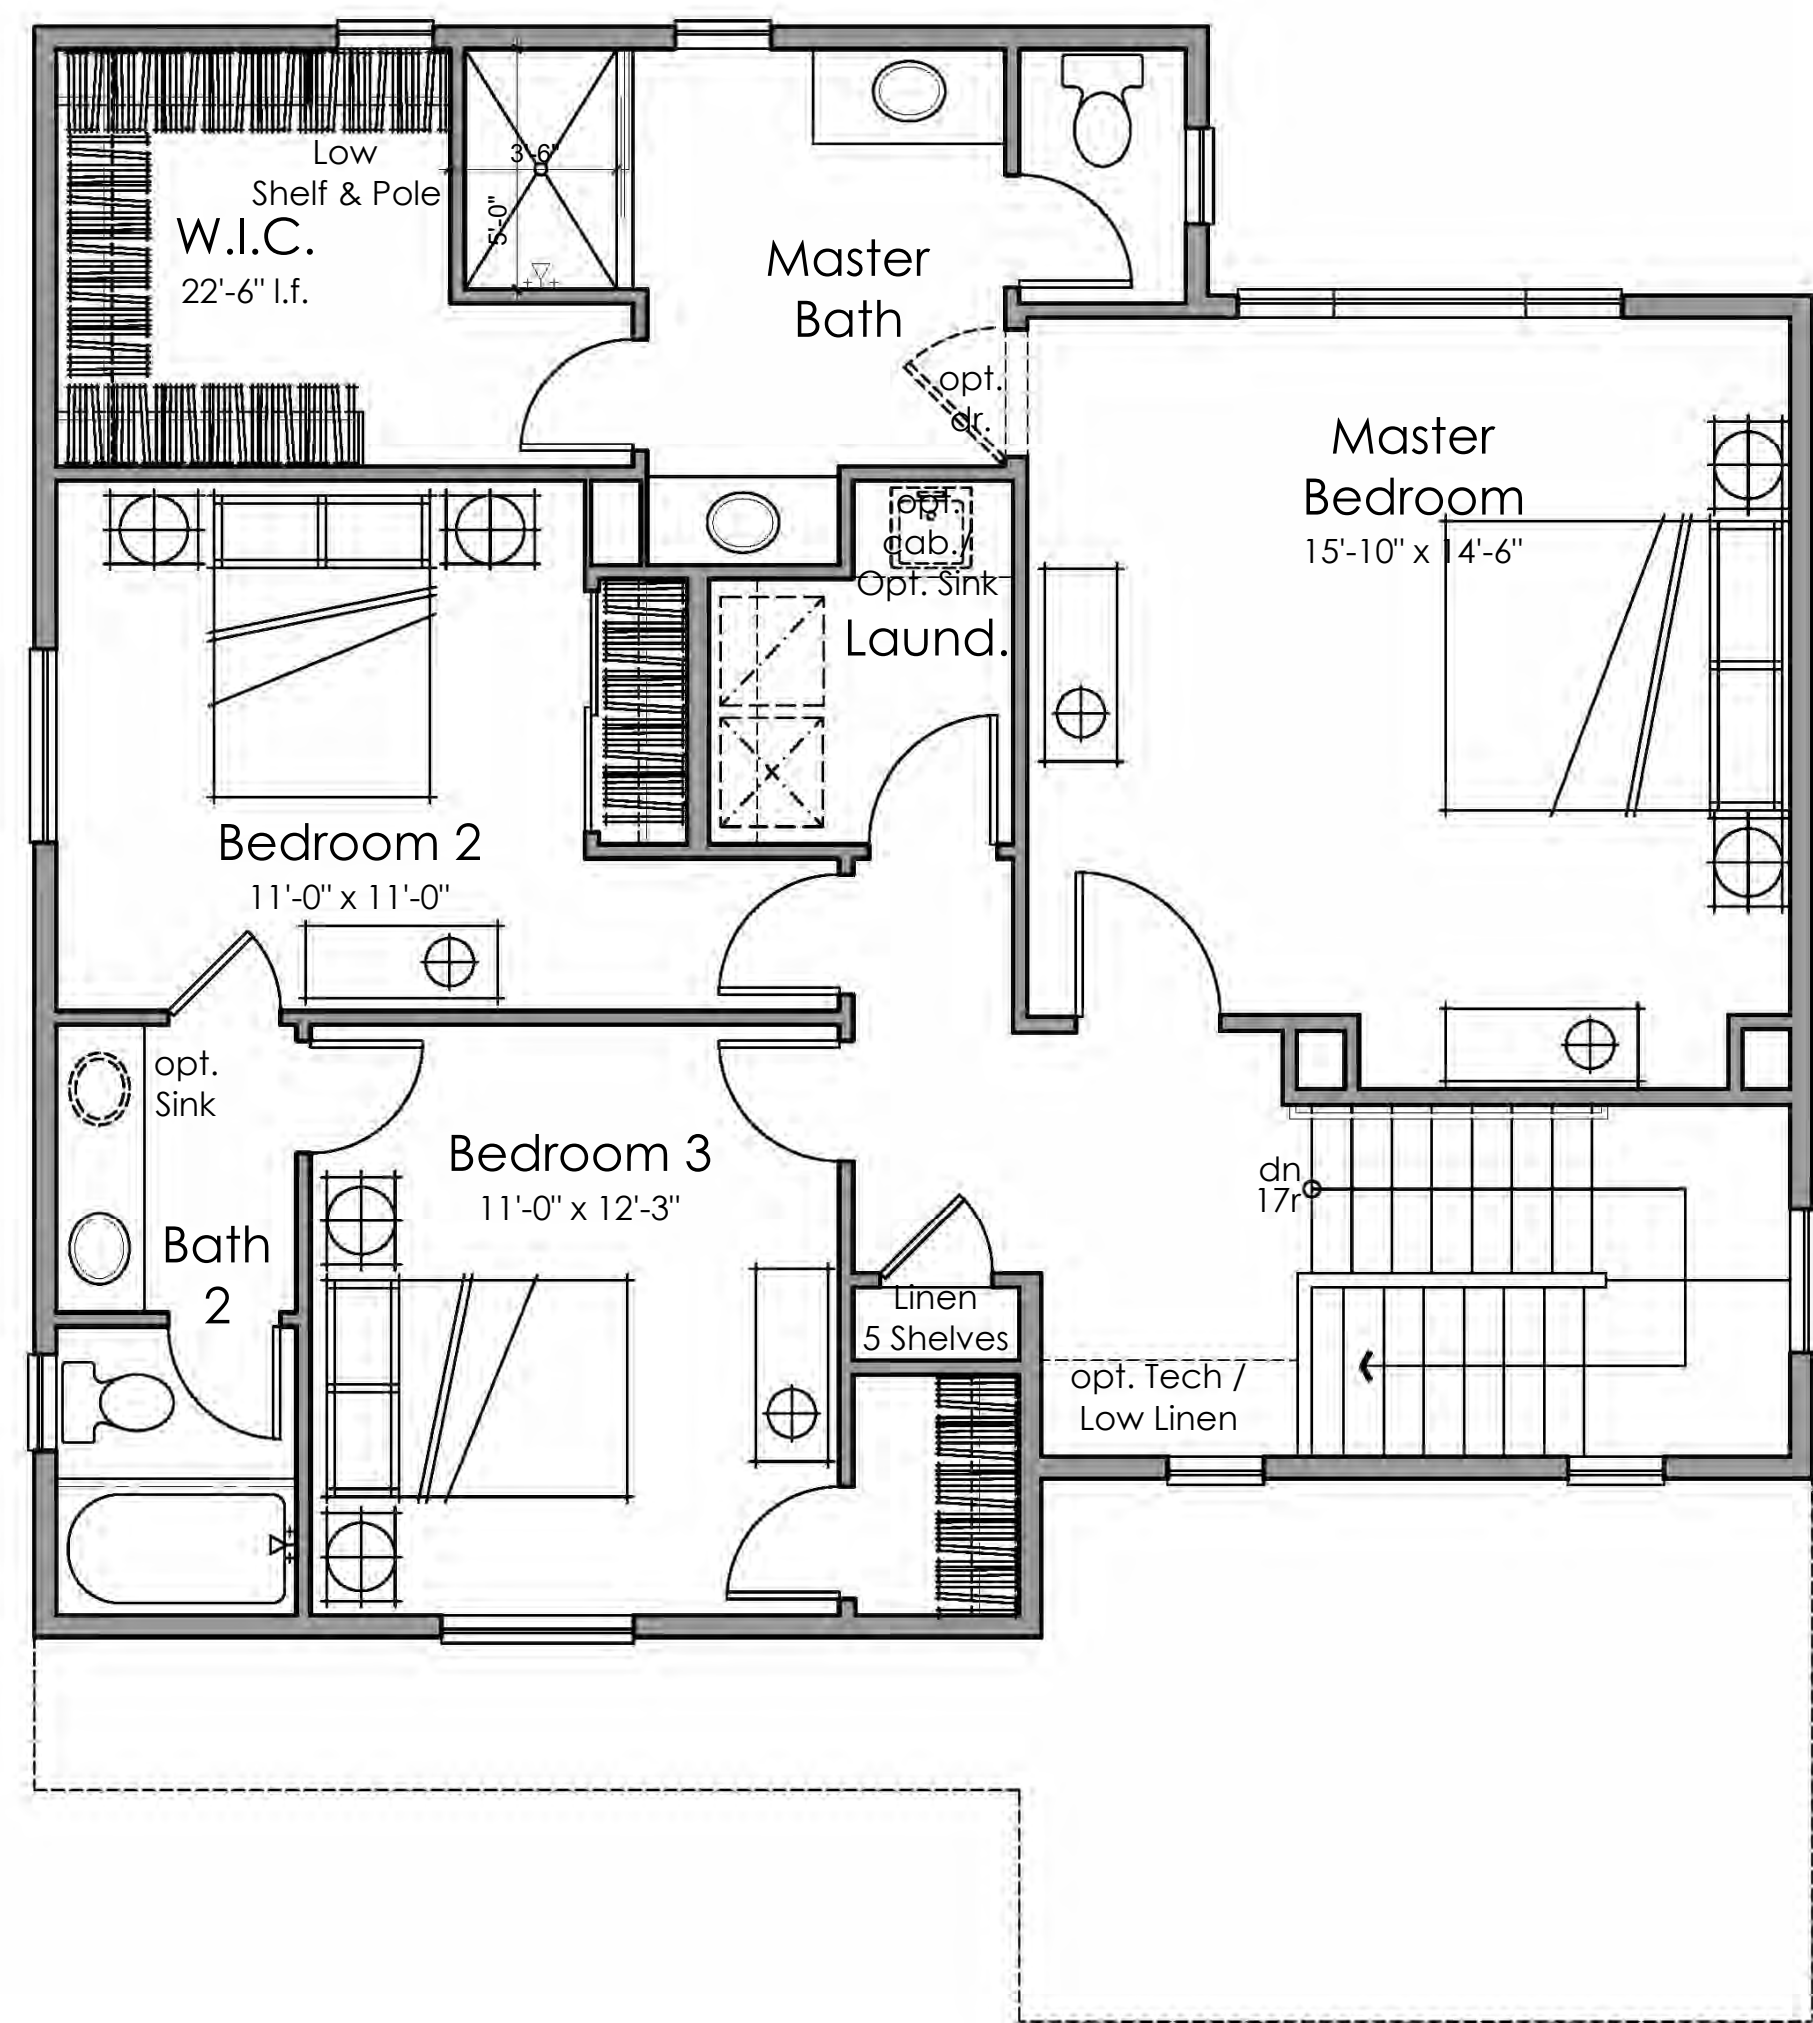 Low
Shelf & Pole
W.I.C.
22'-6" l.f.
3'-6"
5'-0"
Master
Bath
opt.
dr.
Master
Bedroom
15'-10" x 14'-6"
opt.
cab./
Opt. Sink
Laund.
Bedroom 2
11'-0" x 11'-0"
opt.
Sink
Bath
2
Bedroom 3
11'-0" x 12'-3"
dn
17r
Linen
5 Shelves
opt. Tech /
Low Linen